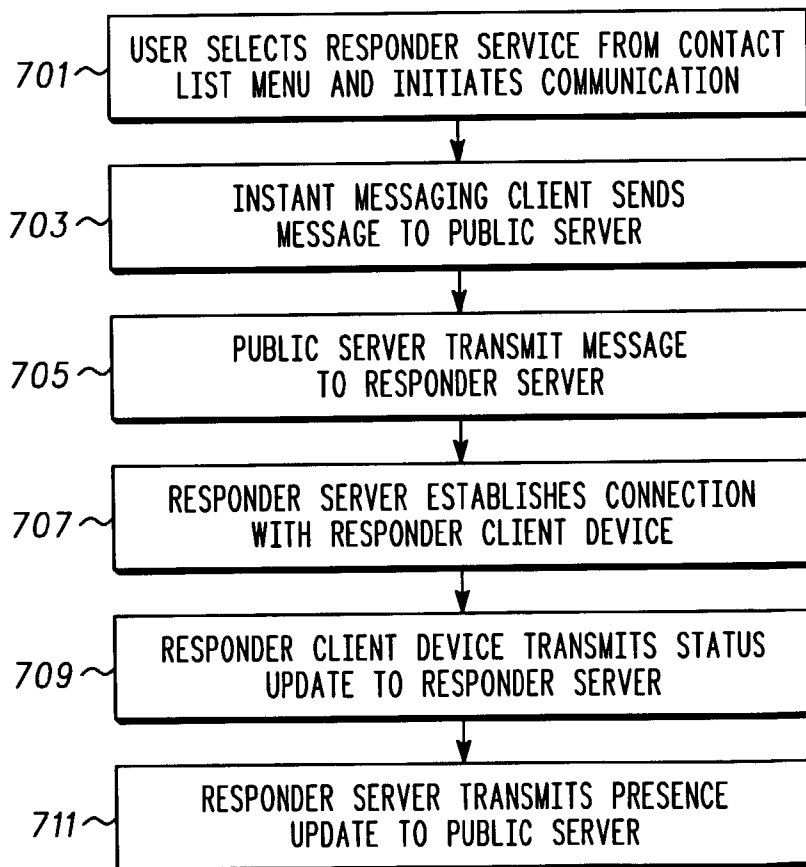 701
USER SELECTS RESPONDER SERVICE FROM CONTACT
LIST MENU AND INITIATES COMMUNICATION
703
INSTANT MESSAGING CLIENT SENDS
MESSAGE TO PUBLIC SERVER
705
PUBLIC SERVER TRANSMIT MESSAGE
TO RESPONDER SERVER
707
RESPONDER SERVER ESTABLISHES CONNECTION
WITH RESPONDER CLIENT DEVICE
709
RESPONDER CLIENT DEVICE TRANSMITS STATUS
UPDATE TO RESPONDER SERVER
711
RESPONDER SERVER TRANSMITS PRESENCE
UPDATE TO PUBLIC SERVER